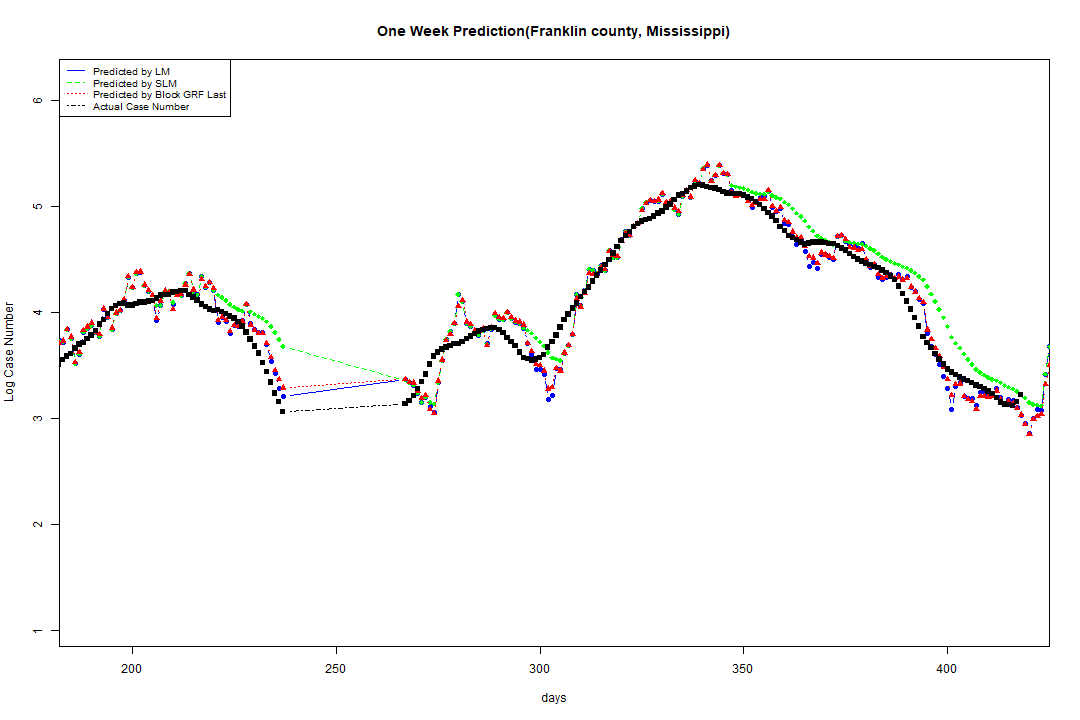 One Week Prediction(Franklin county, Mississippi)
Predicted by LM
Predicted by SLM
Predicted by Block GRF Last
Actual Case Number
6
5
4
3
2
1
Log Case Number
200 250 300 350 400
days